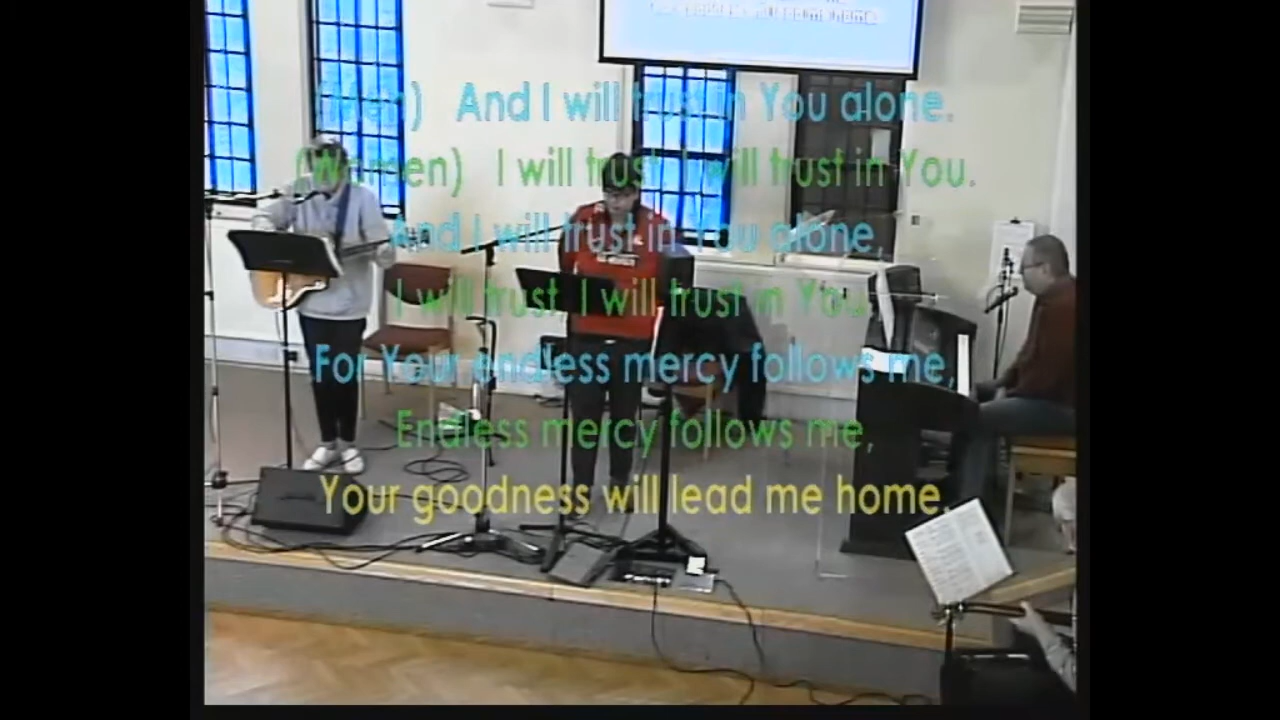 (Men) And I will trust in You alone.
(Women) I will trust, I will trust in You.
And I will trust in You alone,
I will trust, I will trust in You.
For Your endless mercy follows me,
Endless mercy follows me,
Your goodness will lead me home.